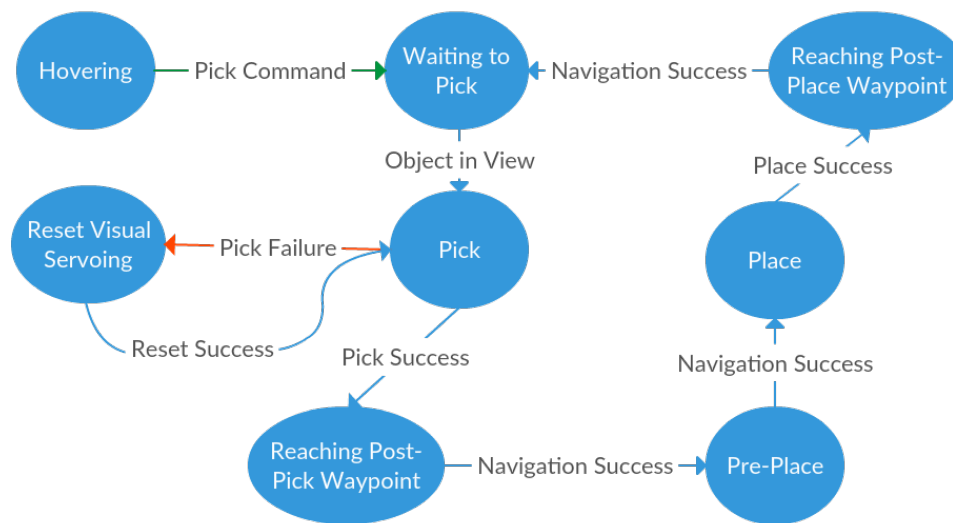 Hovering
Pick Command
Waiting to
Pick
Navigation Success
Reaching Post-
Place Waypoint
Object in View
Place Success
Reset Visual
Servoing
Pick Failure
Pick
Place
Reset Success
Pick Success
Navigation Success
Reaching Post-
Pick Waypoint
Navigation Success
Pre-Place